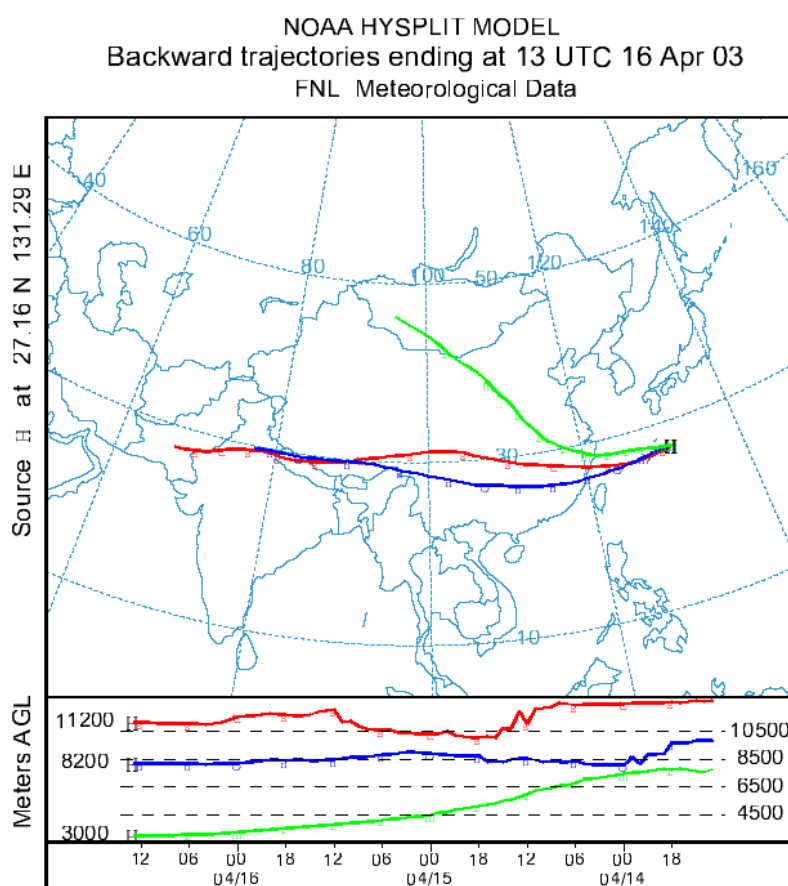 NOAA HYSPLIT MODEL
Backward trajectories ending at 13 UTC 16 Apr 03
FNL Meteorological Data
Source H at 27.16 N 131.29 E
40
60
80
100
50
120
140
160
30
H
10
Meters AGL
11200 H
10500
8200 H
8500
6500
4500
3000 H
12 06 00 18 12 06 00 18 12 06 00 18
04/16 04/15 04/14